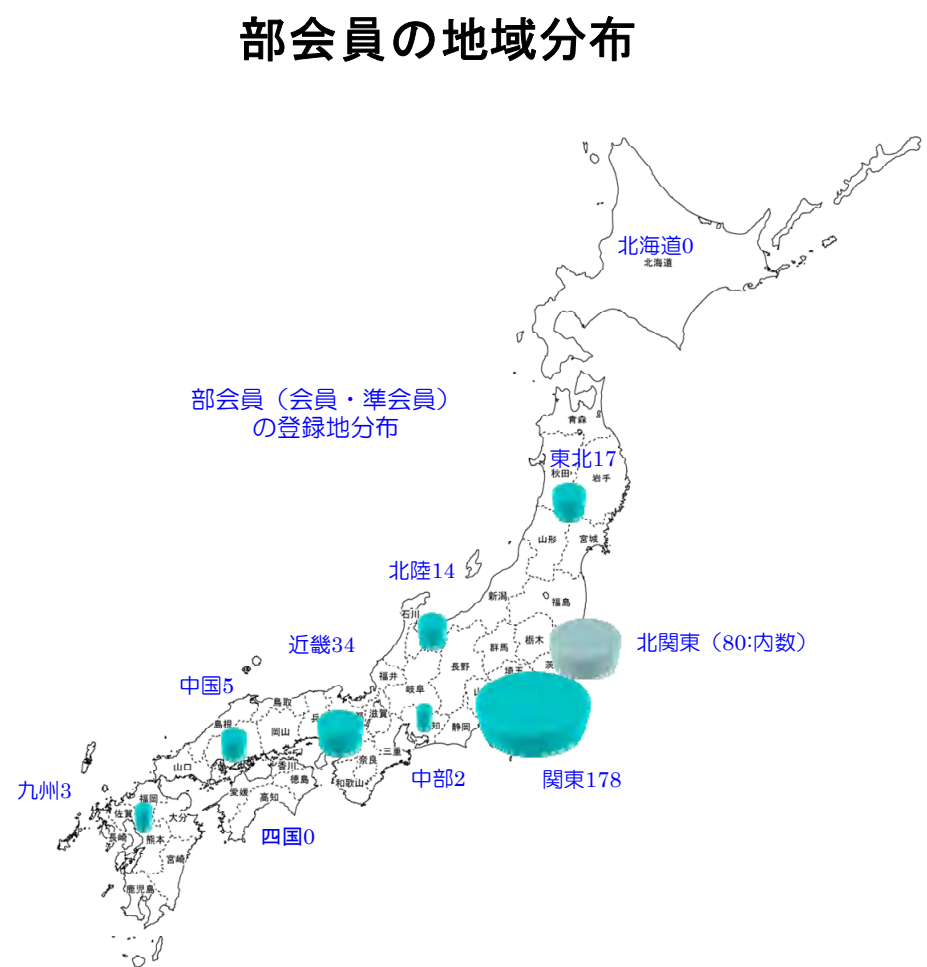 部会員の地域分布
北海道0
北海道
部会員（会員・準会員）
の登録地分布
青森
東北17
秋田
岩手
山形
宮城
北陸14
新潟
福島
石川
近畿34
群馬
栃木
北関東（80:内数）
茨
埼玉
長野
福井
岐阜
中国5
山
鳥取
兵
滋賀
島根
岡山
知
静岡
三重
奈良
山口
香川
徳島
和歌山
中部2
関東178
九州3
愛媛
高知
福岡
佐賀
大分
長崎
熊本
四国0
宮崎
鹿児島